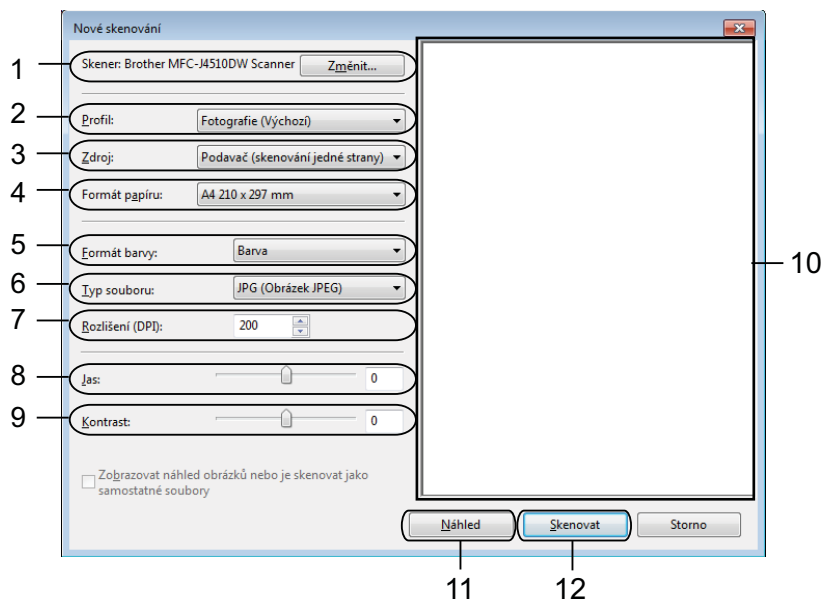 Nové skenování
1 Skener: Brother MFC-J4510DW Scanner Změnit...
2 Profil: Fotografie (Výchozí)
3 Zdroj: Podavač (skenování jedné strany)
4 Formát papíru: A4 210 x 297 mm
5 Formát barvy: Barva
10
6 Typ souboru: JPG (Obrázek JPEG)
7 Rozlišení (DPI): 200
8 Jas: 0
9 Kontrast: 0
Zobrazovat náhled obrázků nebo je skenovat jako
samostatné soubory
Náhled Skenovat Storno
11 12